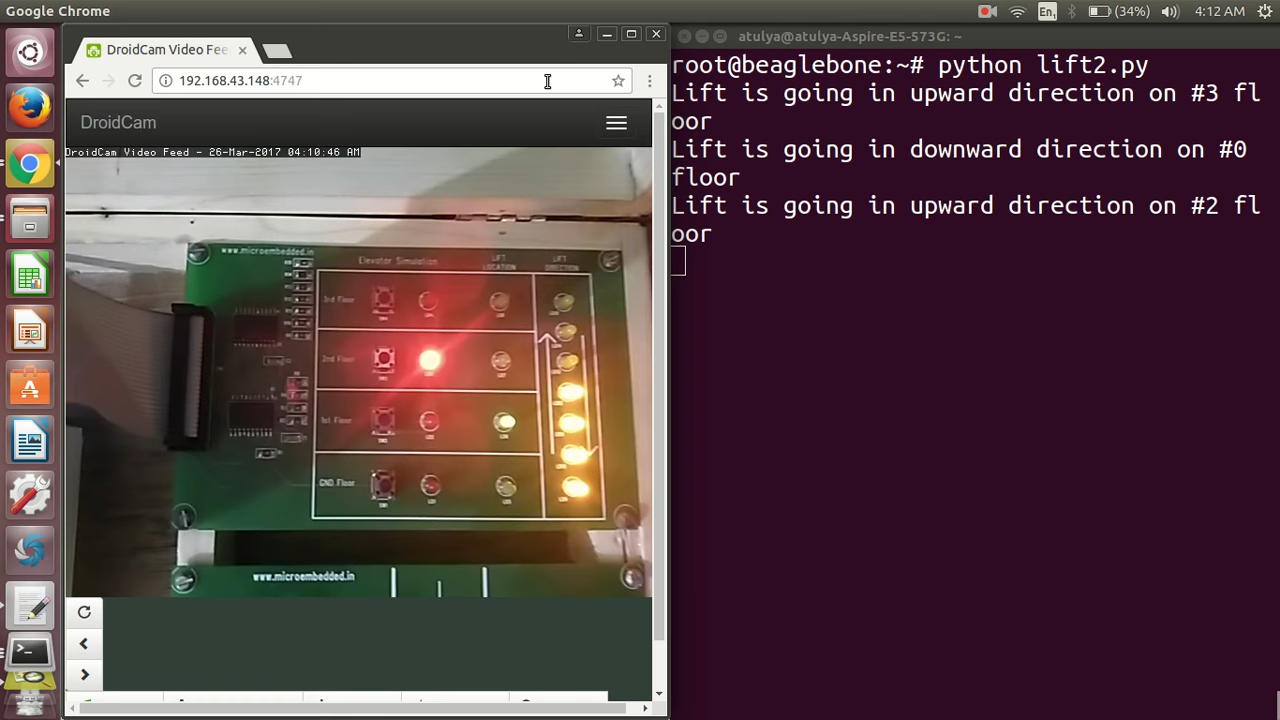 Google Chrome
En₁
(34%)
4:12 AM
DroidCam Video Fee
192.168.43.148:4747
DroidCam
DroidCam Video Feed - 26-Mar-2017 04:10:46 AM
www.microembedded.in
Elevator Simulation
LIFT LOCATION
LIFT DIRECTION
3rd Floor
2nd Floor
1st Floor
GND Floor
www.microembedded.in
atulya@atulya-Aspire-E5-573G: ~
root@beaglebone:~# python lift2.py
Lift is going in upward direction on #3 fl
oor
Lift is going in downward direction on #0
floor
Lift is going in upward direction on #2 fl
oor